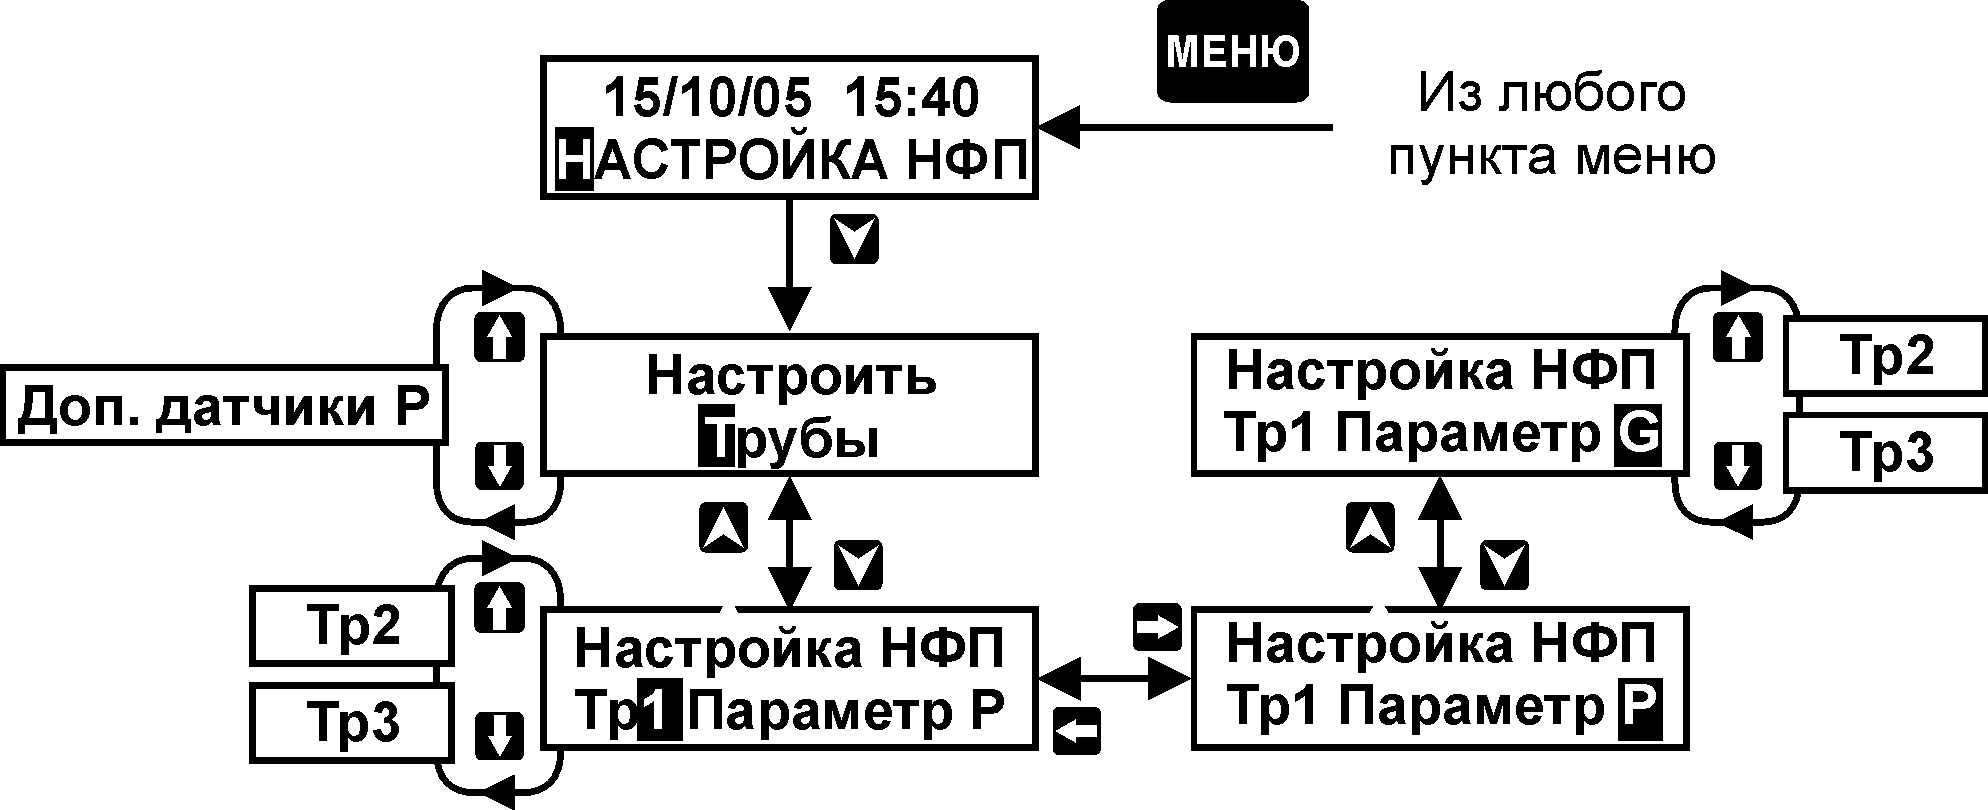 МЕНЮ
15/10/05 15:40
НАСТРОЙКА НФП
Из любого
пункта меню
Доп. датчики Р
Настроить
Трубы
Настройка НФП
Тр1 Параметр G
Тр2
Тр3
Тр2
Тр3
Настройка НФП
Тр1 Параметр Р
Настройка НФП
Тр1 Параметр Р